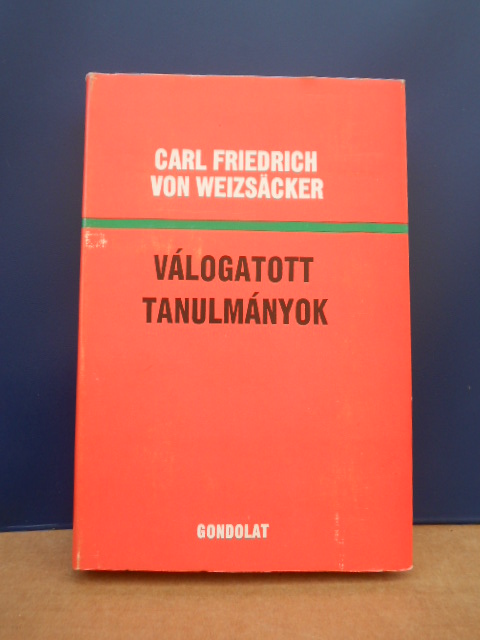 CARL FRIEDRICH
VON WEIZSÄCKER
VÁLOGATOTT
TANULMÁNYOK
GONDOLAT